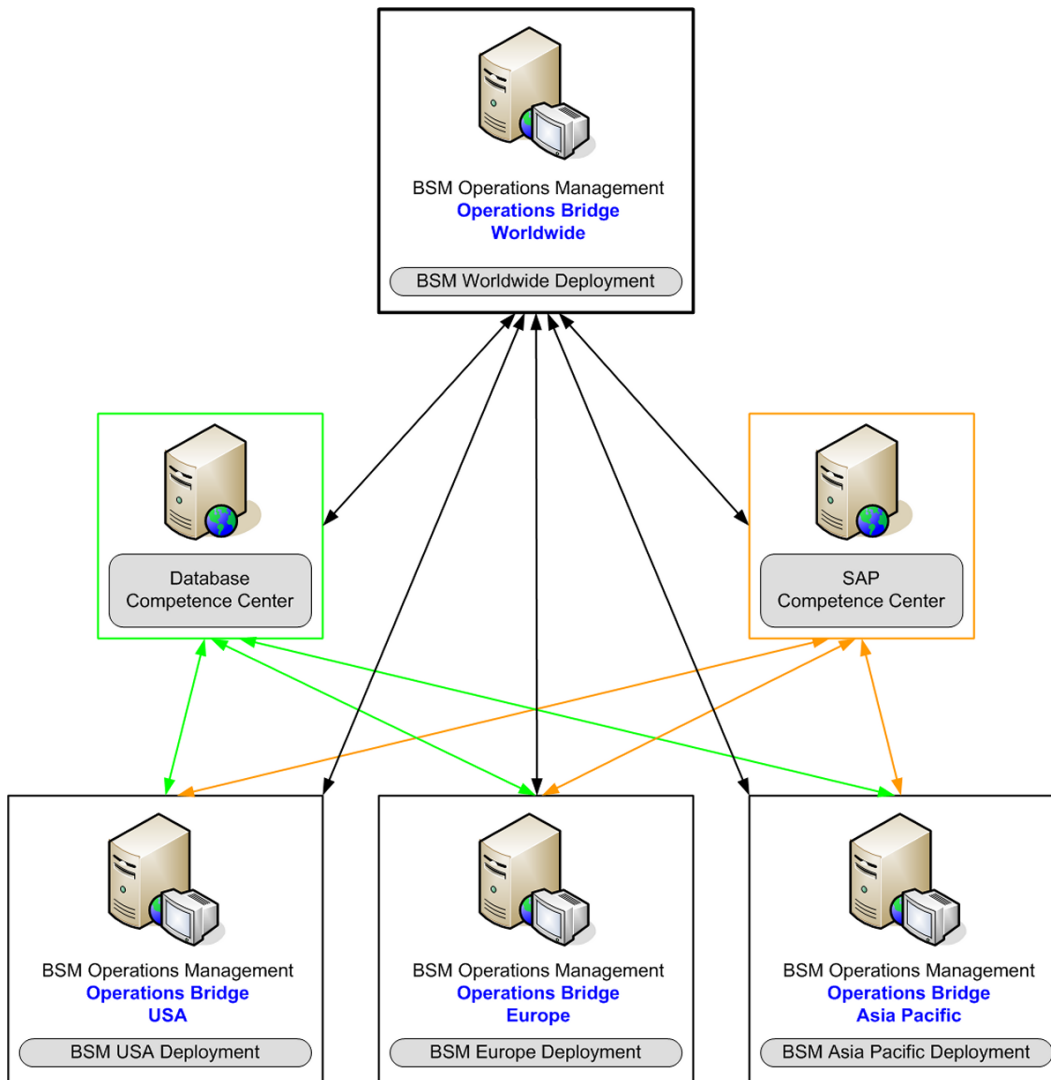 BSM Operations Management
Operations Bridge
Worldwide
BSM Worldwide Deployment
Database
Competence Center
SAP
Competence Center
BSM Operations Management
Operations Bridge
USA
BSM USA Deployment
BSM Operations Management
Operations Bridge
Europe
BSM Europe Deployment
BSM Operations Management
Operations Bridge
Asia Pacific
BSM Asia Pacific Deployment